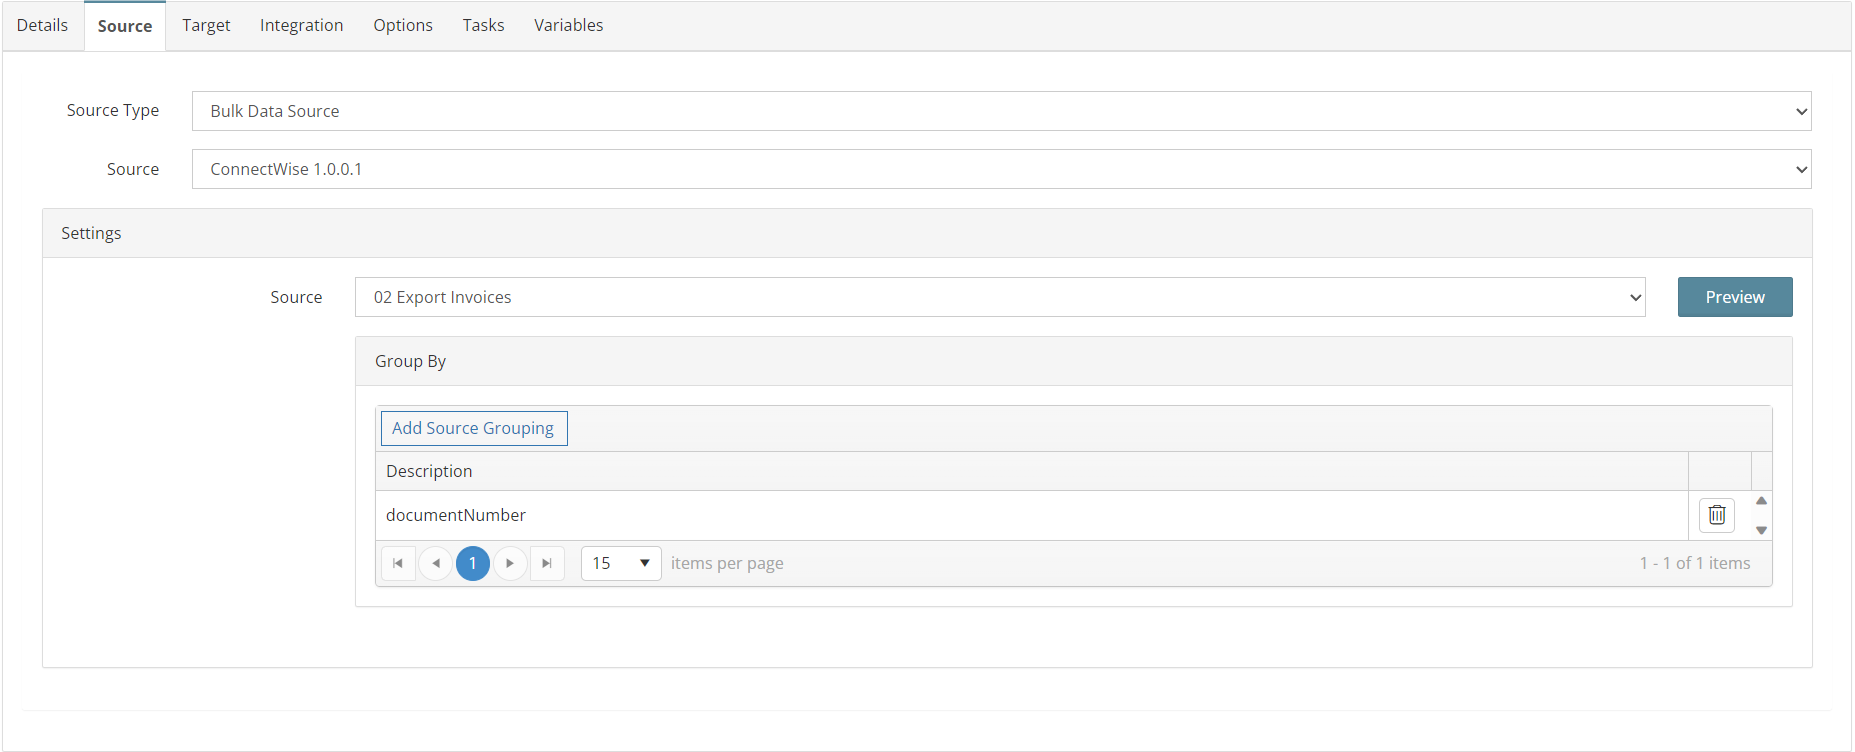 Details Source Target Integration Options Tasks Variables
Source Type Bulk Data Source
Source ConnectWise 1.0.0.1
Settings
Source 02 Export Invoices Preview
Group By
Add Source Grouping
Description
documentNumber
1 15 items per page 1 - 1 of 1 items